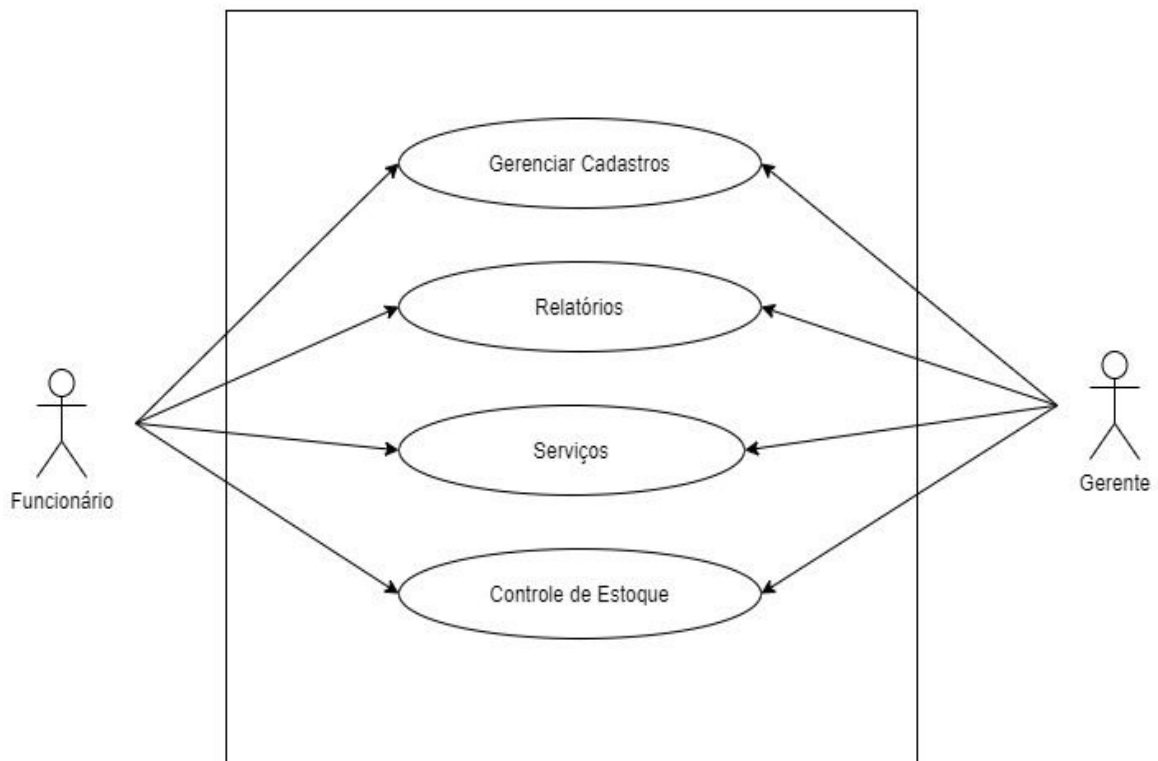 Gerenciar Cadastros
Relatórios
Serviços
Controle de Estoque
Funcionário
Gerente